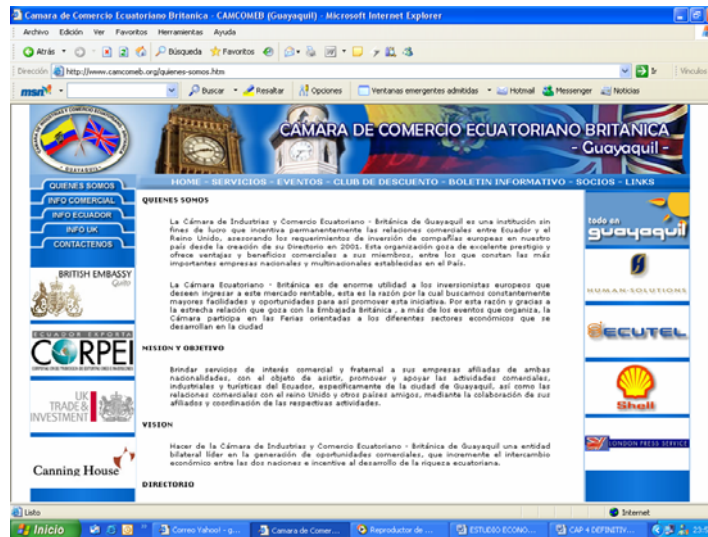 Camara de Comercio Ecuatoriano Britanica - CAMCOMEB (Guayaquil) - Microsoft Internet Explorer
Archivo Edición Ver Favoritos Herramientas Ayuda
Atrás Búsqueda Favoritos
Dirección http://www.camcomeb.org/quienes-somos.htm Ir Vínculos
msn Buscar Resaltar Opciones Ventanas emergentes admitidas Hotmail Messenger Noticias
CAMARA DE COMERCIO ECUATORIANO BRITANICA
- Guayaquil -
HOME - SERVICIOS - EVENTOS - CLUB DE DESCUENTO - BOLETIN INFORMATIVO - SOCIOS - LINKS
QUIENES SOMOS
INFO COMERCIAL
INFO ECUADOR
INFO UK
CONTACTENOS
BRITISH EMBASSY
Quito
ECUADOR EXPORTA
CORPEI
UK
TRADE &
INVESTMENT
Canning House
QUIENES SOMOS
La Cámara de Industrias y Comercio Ecuatoriano - Británica de Guayaquil es una institución sin
fines de lucro que incentiva permanentemente las relaciones comerciales entre Ecuador y el
Reino Unido, asesorando los requerimientos de inversión de compañías europeas en nuestro
país desde la creación de su Directorio en 2001. Esta organización goza de excelente prestigio y
ofrece ventajas y beneficios comerciales a sus miembros, entre los que constan las más
importantes empresas nacionales y multinacionales establecidas en el País.
La Cámara Ecuatoriano - Británica es de enorme utilidad a los inversionistas europeos que
deseen ingresar a este mercado rentable, esta es la razón por la cual buscamos constantemente
mayores facilidades y oportunidades para así promover esta iniciativa. Por esta razón y gracias a
la estrecha relación que goza con la Embajada Británica , a más de los eventos que organiza, la
Cámara participa en las Ferias orientadas a los diferentes sectores económicos que se
desarrollan en la ciudad
MISION Y OBJETIVO
Brindar servicios de interés comercial y fraternal a sus empresas afiliadas de ambas
nacionalidades, con el objeto de asistir, promover y apoyar las actividades comerciales,
industriales y turísticas del Ecuador, específicamente de la ciudad de Guayaquil, así como las
relaciones comerciales con el reino Unido y otros países amigos, mediante la colaboración de sus
afiliados y coordinación de las respectivas actividades.
VISION
Hacer de la Cámara de Industrias y Comercio Ecuatoriano - Británica de Guayaquil una entidad
bilateral líder en la generación de oportunidades comerciales, que incremente el intercambio
económico entre las dos naciones e incentive al desarrollo de la riqueza ecuatoriana.
DIRECTORIO
todo en
guayaquil
HUMAN-SOLUTIONS
ECUTEL
Shell
LONDON PRESS SERVICE
Listo Internet
Inicio Correo Yahoo! - g... Camara de Comer... Reproductor de ... ESTUDIO ECONO... CAP 4 DEFINITIV...